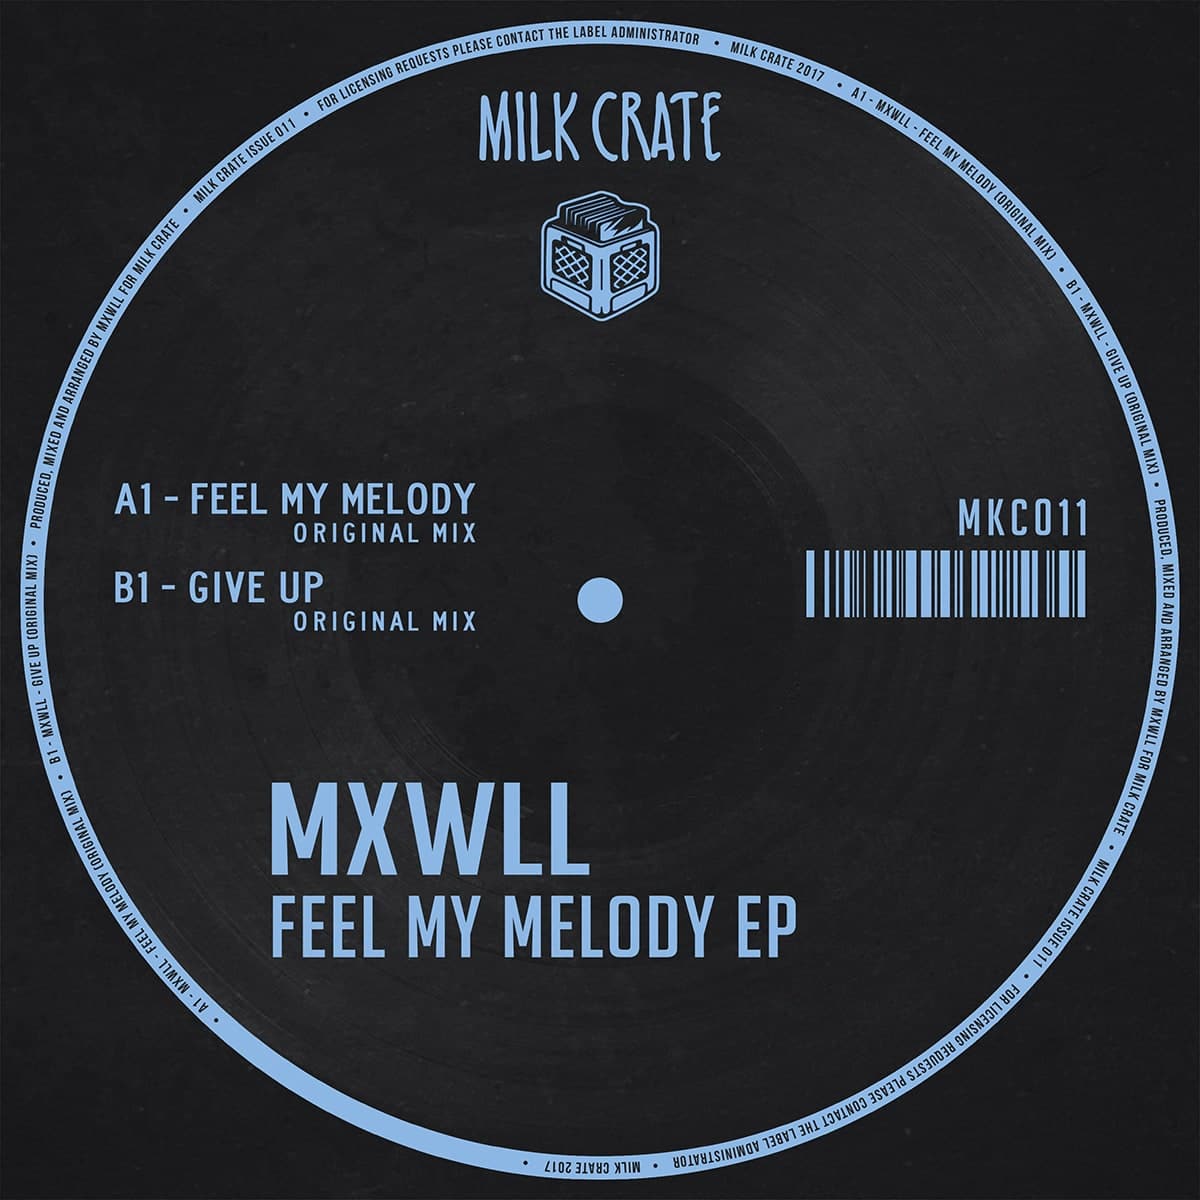 MILK CRATE
A1 - FEEL MY MELODY
ORIGINAL MIX
B1 - GIVE UP
ORIGINAL MIX
MKC011
MXWLL
FEEL MY MELODY EP
FOR LICENSING REQUESTS PLEASE CONTACT THE LABEL ADMINISTRATOR • MILK CRATE 2017 • A1 - MXWLL - FEEL MY MELODY (ORIGINAL MIX) • B1 - MXWLL - GIVE UP (ORIGINAL MIX) • PRODUCED, MIXED AND ARRANGED BY MXWLL FOR MILK CRATE • MILK CRATE ISSUE 011 • FOR LICENSING REQUESTS PLEASE CONTACT THE LABEL ADMINISTRATOR • MILK CRATE 2017 •
• A1 - MXWLL - FEEL MY MELODY (ORIGINAL MIX) • B1 - MXWLL - GIVE UP (ORIGINAL MIX) • PRODUCED, MIXED AND ARRANGED BY MXWLL FOR MILK CRATE • MILK CRATE ISSUE 011 •